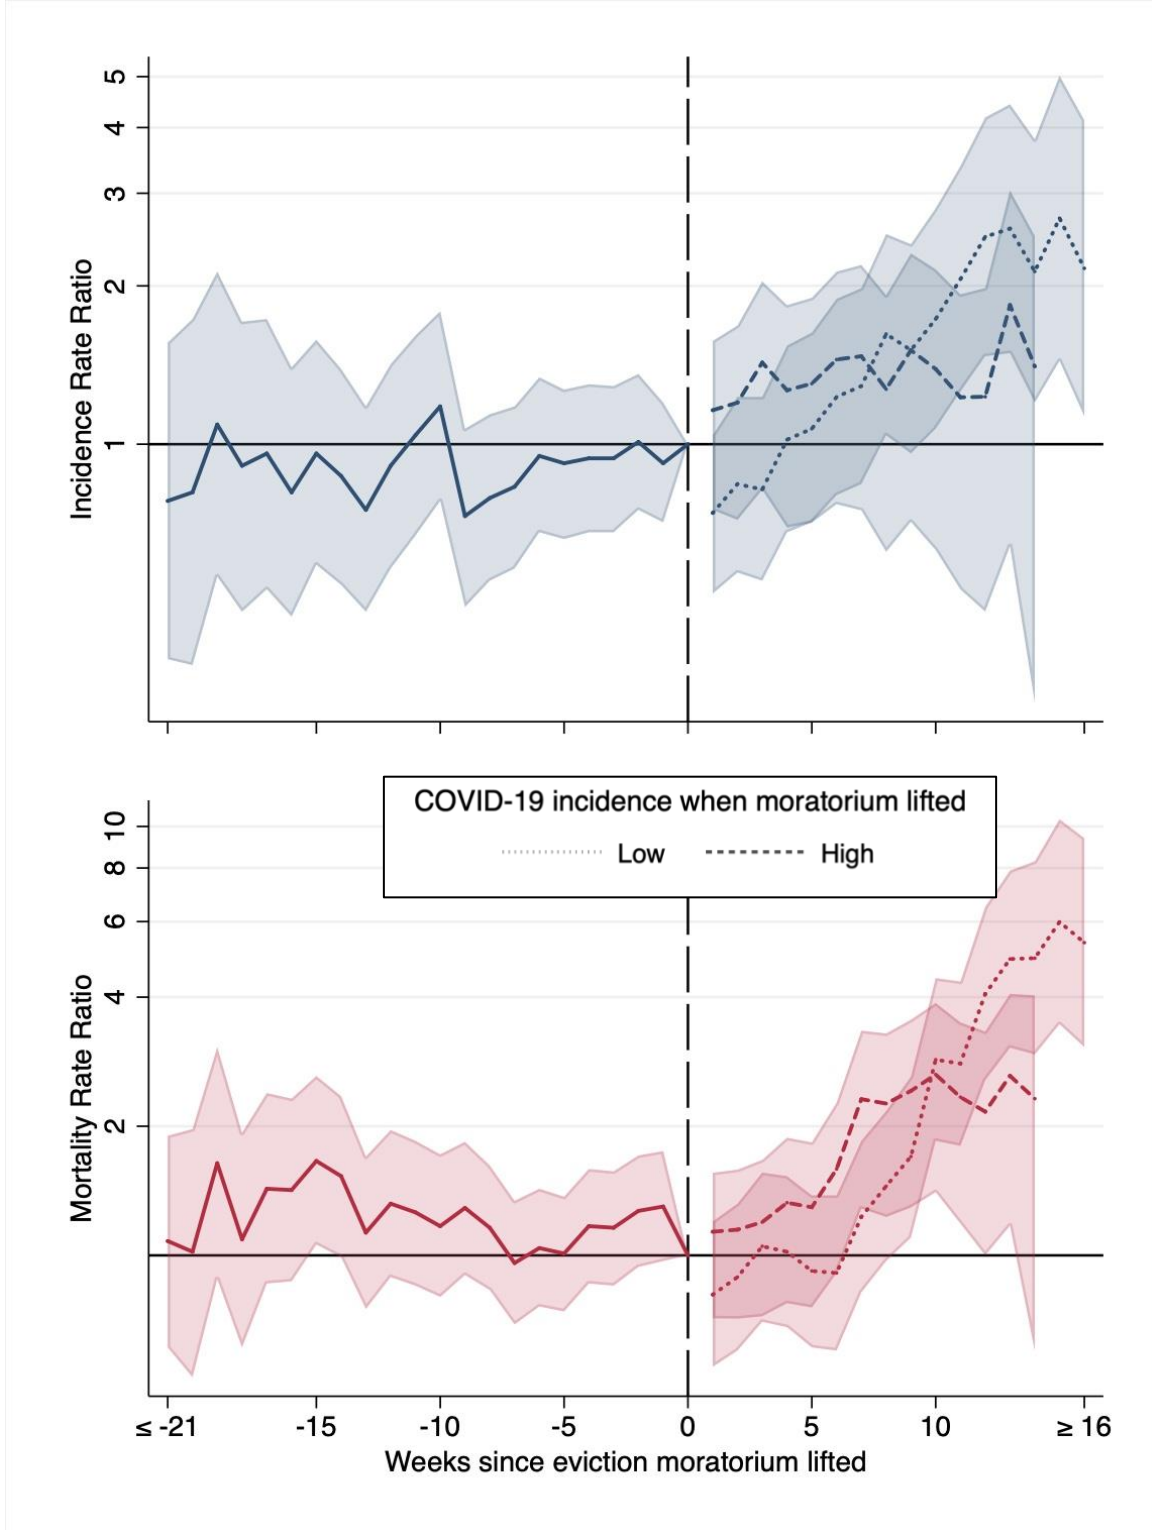 5
4
3
2
1
Incidence Rate Ratio
COVID-19 incidence when moratorium lifted
Low High
10
8
6
4
2
Mortality Rate Ratio
≤ -21 -15 -10 -5 0 5 10 ≥ 16
Weeks since eviction moratorium lifted